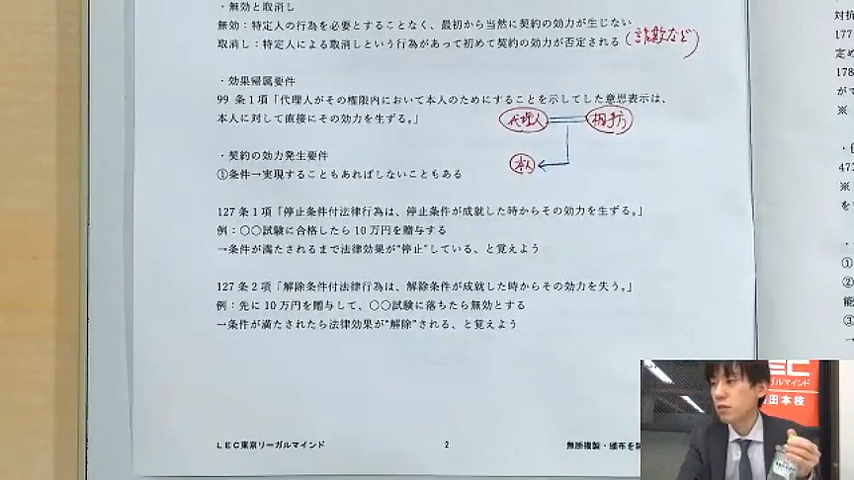 ・無効と取消し
無効：特定人の行為を必要とすることなく、最初から当然に契約の効力が生じない
取消し：特定人による取消しという行為があって初めて契約の効力が否定される (詐欺など)
・効果帰属要件
99 条 1 項「代理人がその権限内において本人のためにすることを示してした意思表示は、
本人に対して直接にその効力を生ずる。」
代理人 相手方
本人
・契約の効力発生要件
①条件→実現することもあればしないこともある
127 条 1 項「停止条件付法律行為は、停止条件が成就した時からその効力を生ずる。」
例：〇〇試験に合格したら 10 万円を贈与する
→条件が満たされるまで法律効果が"停止"している、と覚えよう
127 条 2 項「解除条件付法律行為は、解除条件が成就した時からその効力を失う。」
例：先に 10 万円を贈与して、〇〇試験に落ちたら無効とする
→条件が満たされたら法律効果が"解除"される、と覚えよう
LEC東京リーガルマインド
2
無断複製・頒布を
対抗
177
定め
178
がマ
※
・
47
※
を
①
②
能
③
→
ーガルマインド
田本校